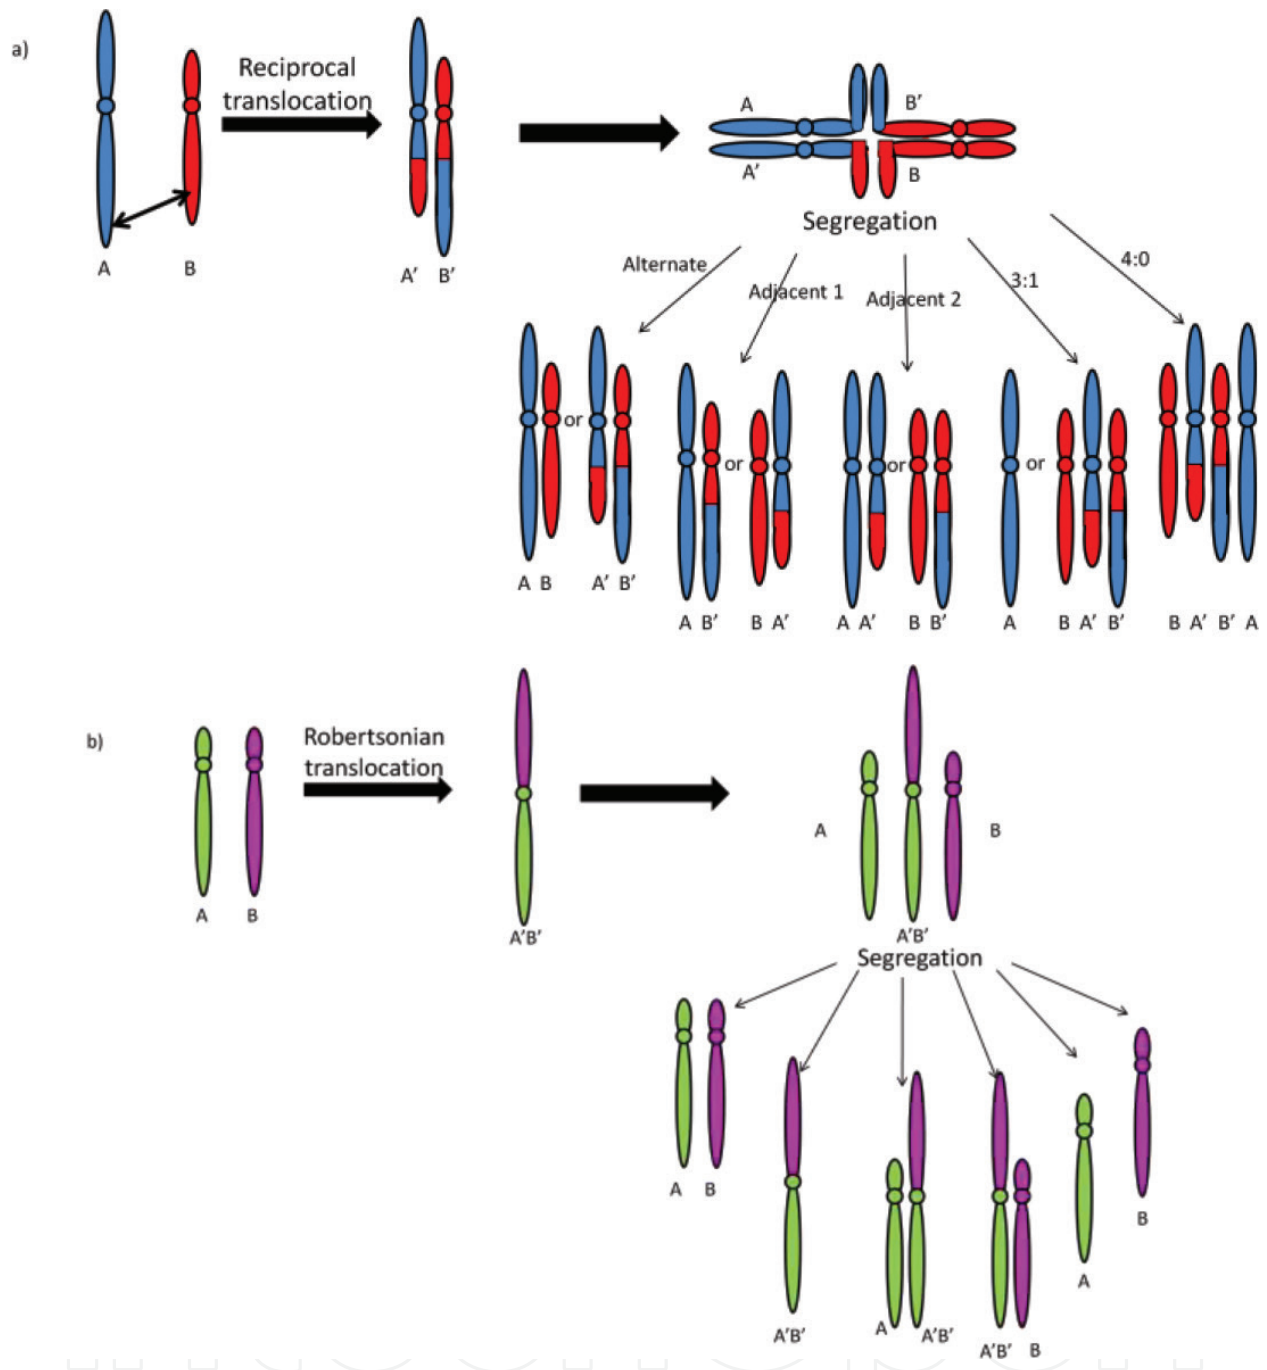 a)
Reciprocal
translocation
A
B
A'
B'
A
B'
A'
B
Segregation
Alternate
Adjacent 1
Adjacent 2
3:1
4:0
or
or
or
or
A B
A' B'
A B'
B A'
A A'
B B'
A
B A' B'
B A' B' A
b)
Robertsonian
translocation
A
B
A'B'
A
B
A'B'
Segregation
A B
A'B'
A A'B'
A'B' B
A
B